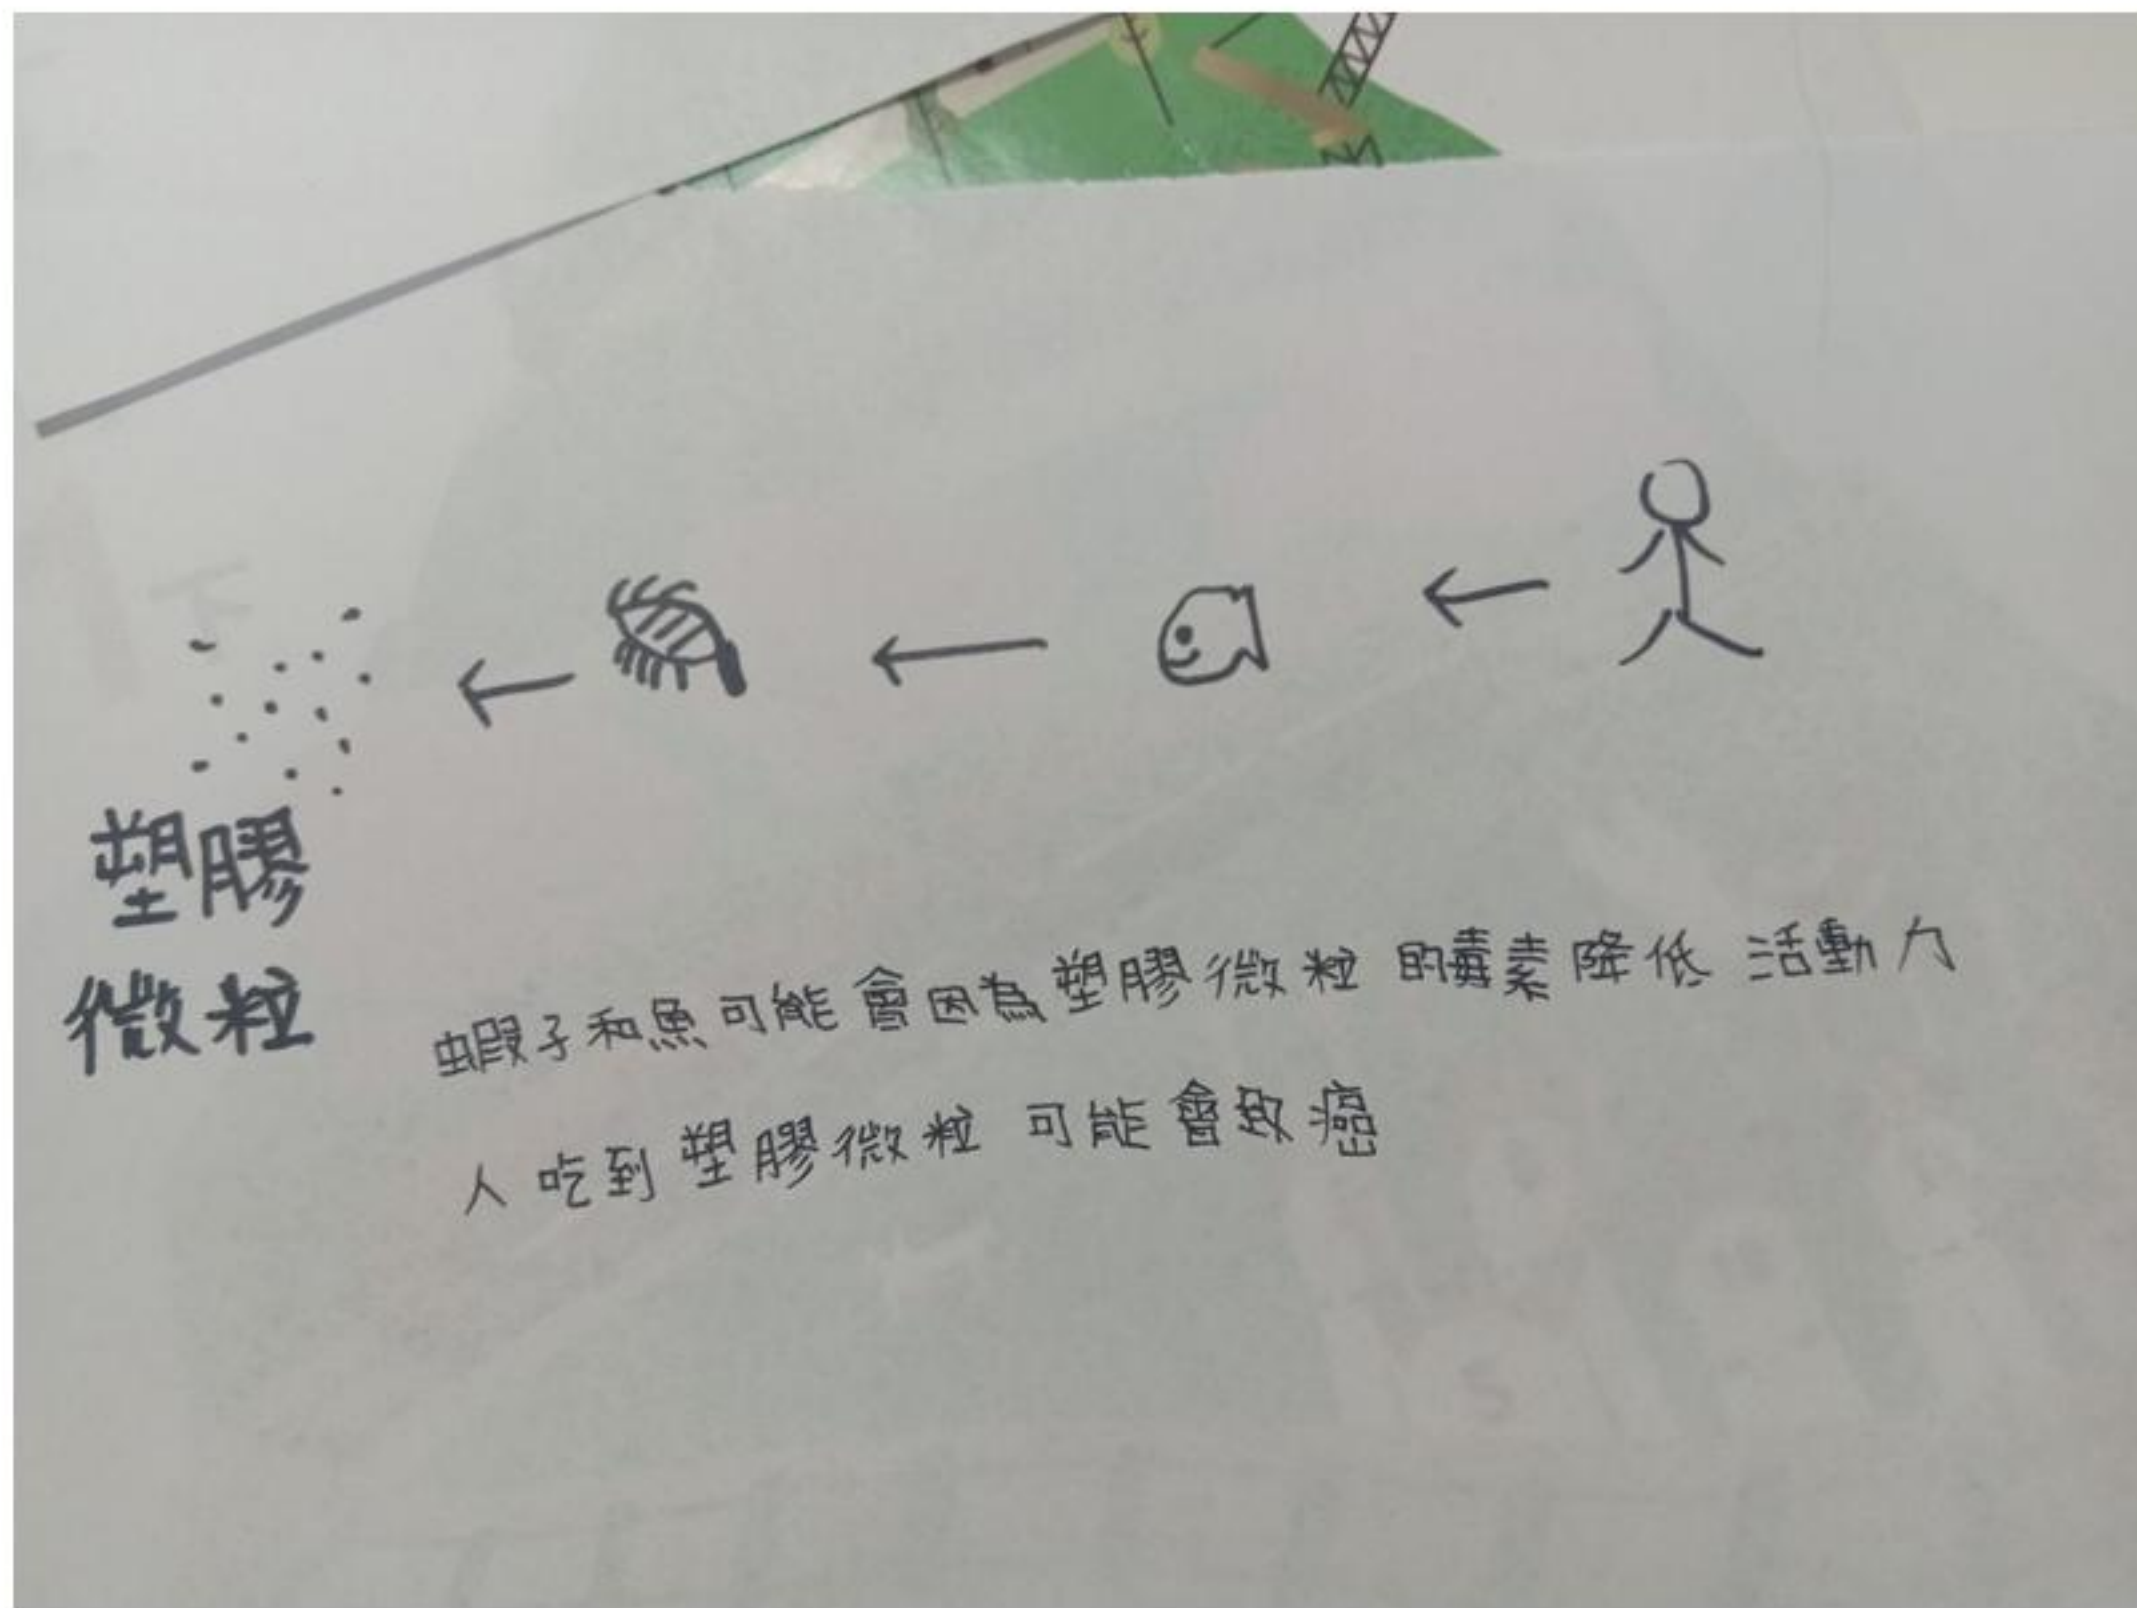 塑膠
微粒
蝦子和魚可能會因為塑膠微粒的毒素降低活動力
人吃到塑膠微粒可能會致癌